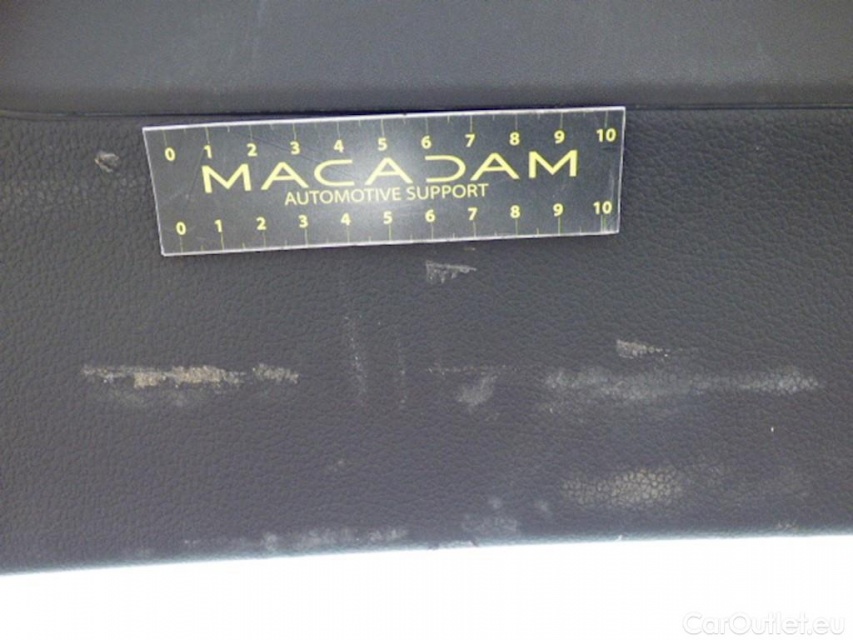 0 1 2 3 4 5 6 7 8 9 10
MACADAM
AUTOMOTIVE SUPPORT
0 1 2 3 4 5 6 7 8 9 10
CarOutlet.eu